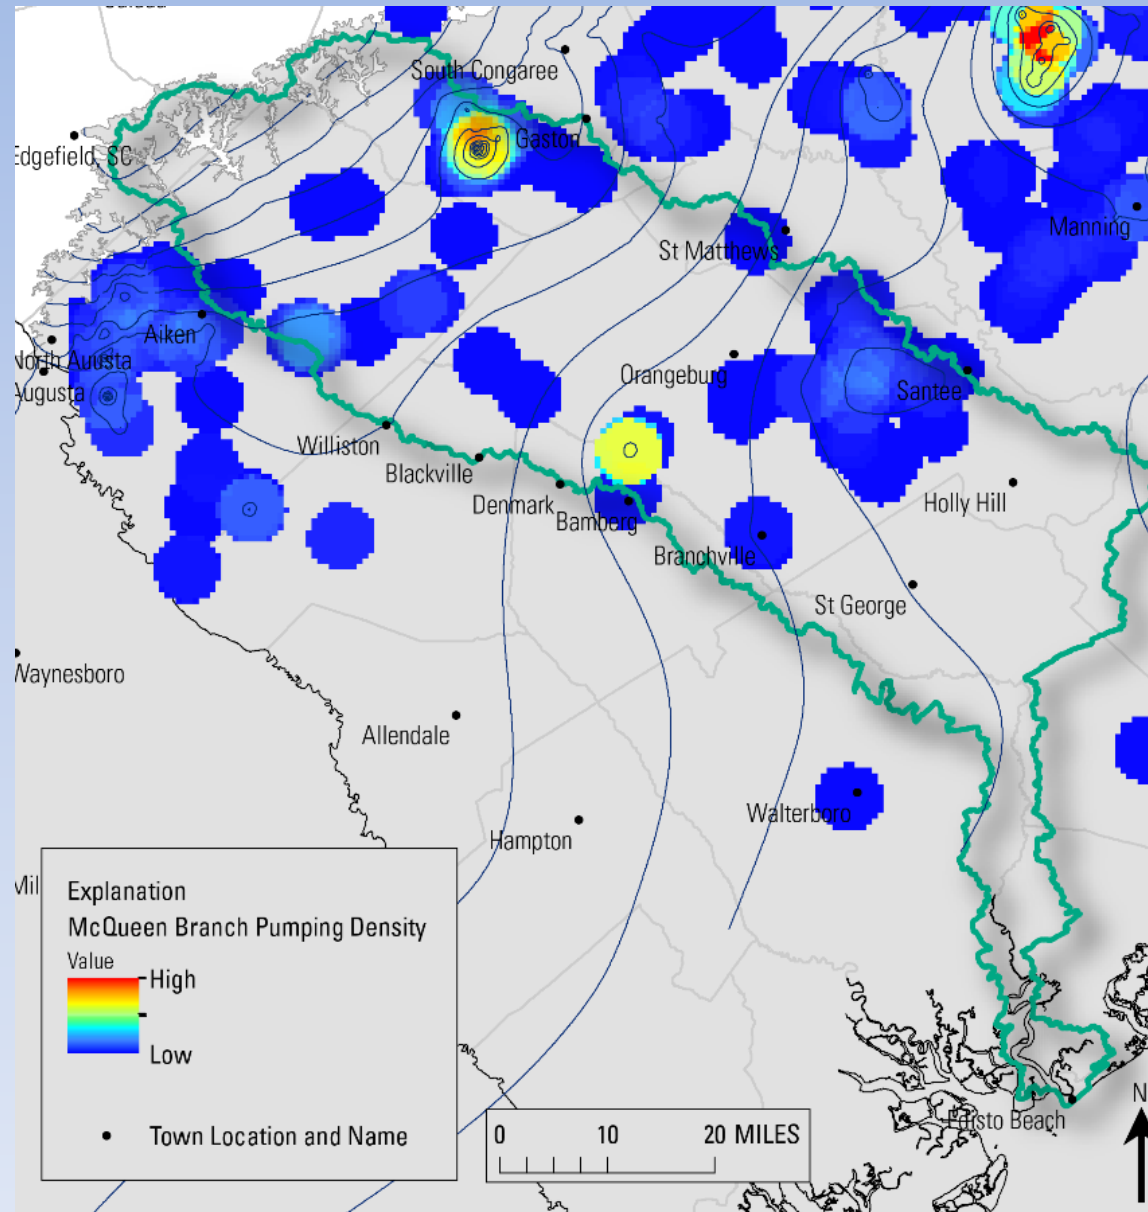 South Congaree
Gaston
Edgefield, SC
Manning
St Matthews
Aiken
North Auusta
Augusta
Orangeburg
Santee
Williston
Blackville
Denmark
Holly Hill
Bamberg
Branchville
St George
Waynesboro
Allendale
Walterboro
Hampton
Mil
Explanation
McQueen Branch Pumping Density
Value
High
Low
Town Location and Name
0 10 20 MILES
N
Edisto Beach